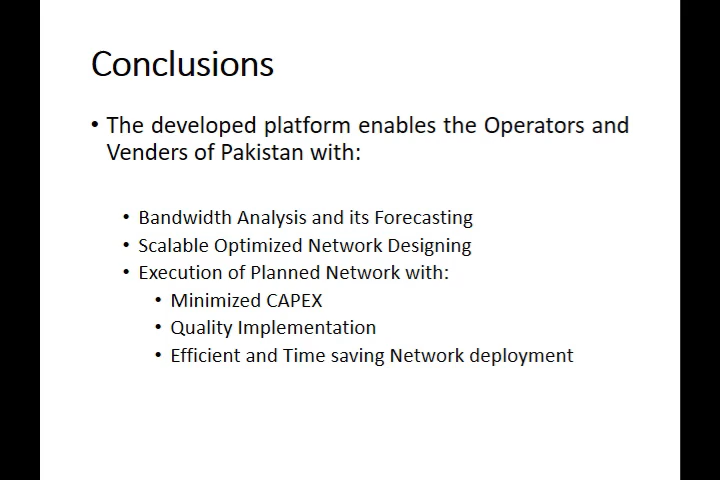 Conclusions
• The developed platform enables the Operators and
Venders of Pakistan with:
• Bandwidth Analysis and its Forecasting
• Scalable Optimized Network Designing
• Execution of Planned Network with:
• Minimized CAPEX
• Quality Implementation
• Efficient and Time saving Network deployment